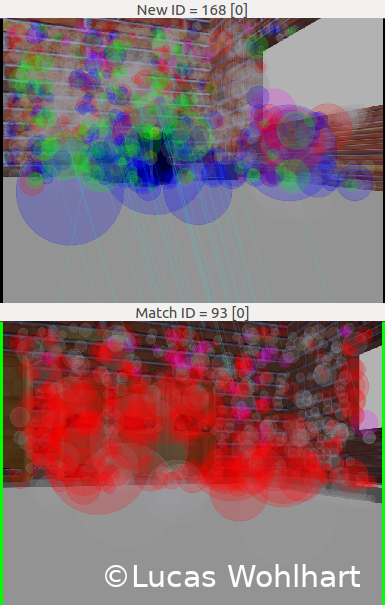 New ID = 168 [0]
Match ID = 93 [0]
©Lucas Wohlhart